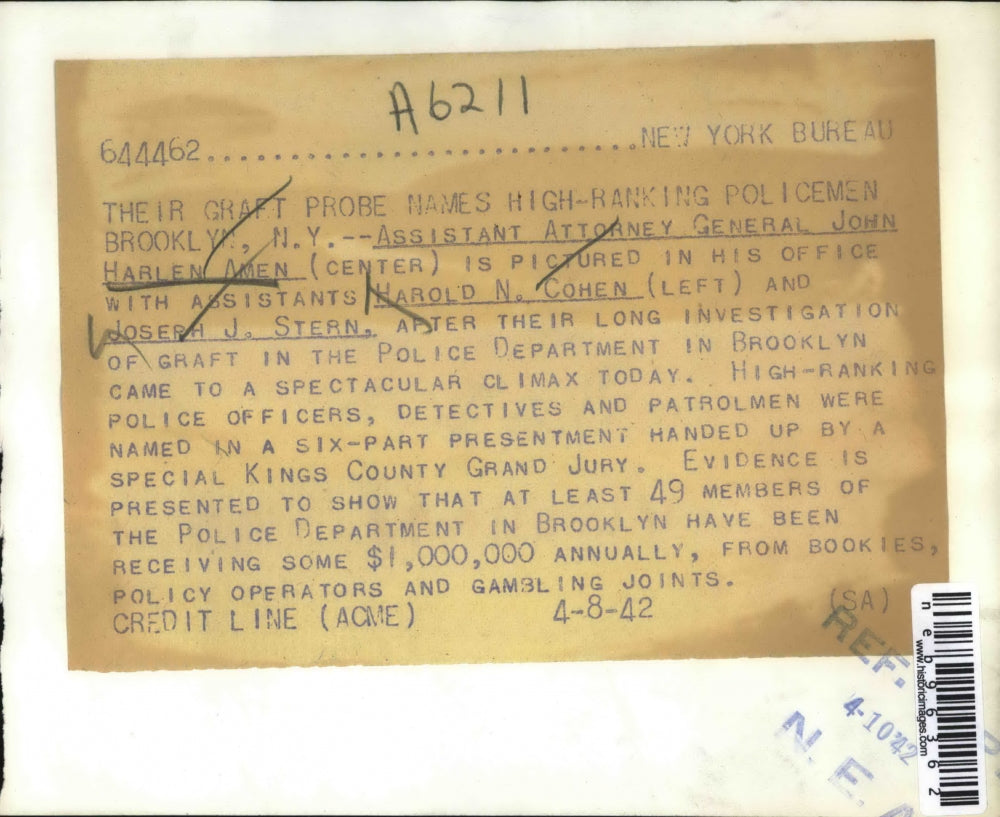 A6211
644462................................NEW YORK BUREAU
THEIR GRAFT PROBE NAMES HIGH-RANKING POLICEMEN
BROOKLYN, N.Y.--ASSISTANT ATTORNEY GENERAL JOHN
HARLEN AMEN (CENTER) IS PICTURED IN HIS OFFICE
WITH ASSISTANTS HAROLD N. COHEN (LEFT) AND
JOSEPH J. STERN, AFTER THEIR LONG INVESTIGATION
OF GRAFT IN THE POLICE DEPARTMENT IN BROOKLYN
CAME TO A SPECTACULAR CLIMAX TODAY. HIGH-RANKING
POLICE OFFICERS, DETECTIVES AND PATROLMEN WERE
NAMED IN A SIX-PART PRESENTMENT HANDED UP BY A
SPECIAL KINGS COUNTY GRAND JURY. EVIDENCE IS
PRESENTED TO SHOW THAT AT LEAST 49 MEMBERS OF
THE POLICE DEPARTMENT IN BROOKLYN HAVE BEEN
RECEIVING SOME $1,000,000 ANNUALLY, FROM BOOKIES,
POLICY OPERATORS AND GAMBLING JOINTS.
CREDIT LINE (ACME) 4-8-42 (SA)
REF.
4-10-42
N. E. A
neb96362
www.historicimages.com